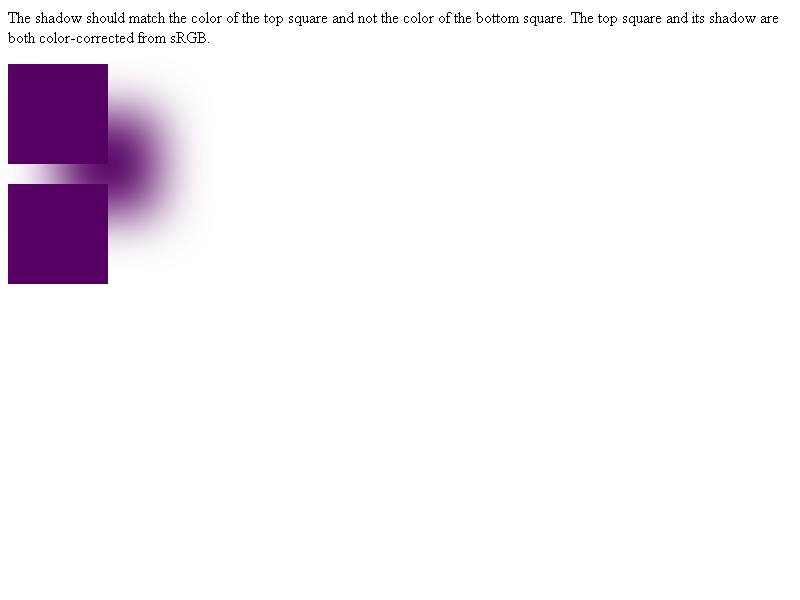 The shadow should match the color of the top square and not the color of the bottom square. The top square and its shadow are
both color-corrected from sRGB.